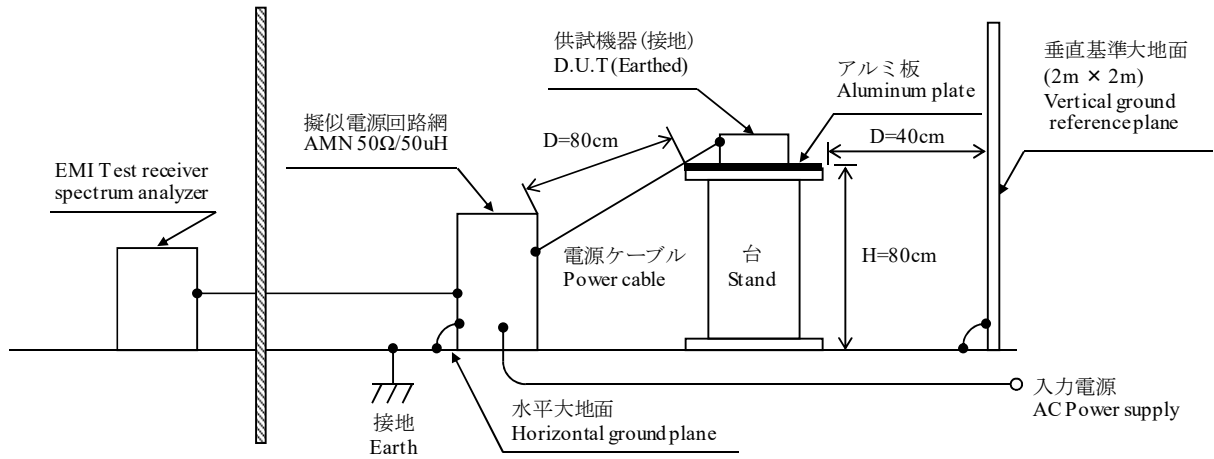 供試機器(接地)
D.U.T(Earthed)
アルミ板
Aluminum plate
垂直基準大地面
(2m × 2m)
Vertical ground
reference plane
擬似電源回路網
AMN 50Ω/50uH
D=80cm
D=40cm
EMI Test receiver
spectrum analyzer
電源ケーブル
Power cable
台
Stand
H=80cm
接地
Earth
水平大地面
Horizontal ground plane
入力電源
AC Power supply